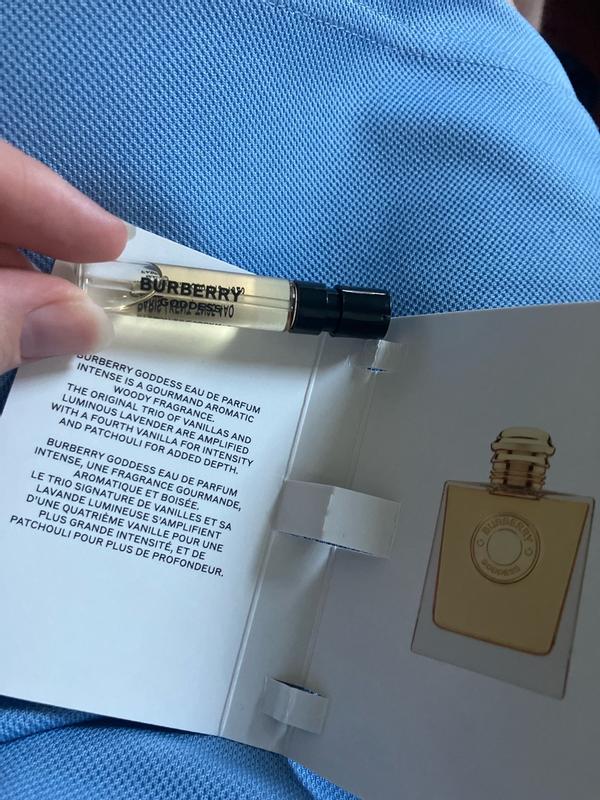 BURBERRY
GODDESS
BURBERRY GODDESS EAU DE PARFUM
INTENSE IS A GOURMAND AROMATIC
WOODY FRAGRANCE.
THE ORIGINAL TRIO OF VANILLAS AND
LUMINOUS LAVENDER ARE AMPLIFIED
WITH A FOURTH VANILLA FOR INTENSITY
AND PATCHOULI FOR ADDED DEPTH.
BURBERRY GODDESS EAU DE PARFUM
INTENSE, UNE FRAGRANCE GOURMANDE,
AROMATIQUE ET BOISÉE.
LE TRIO SIGNATURE DE VANILLES ET SA
LAVANDE LUMINEUSE S'AMPLIFIENT
D'UNE QUATRIÈME VANILLE POUR UNE
PLUS GRANDE INTENSITÉ, ET DE
PATCHOULI POUR PLUS DE PROFONDEUR.
BURBERRY
GODDESS